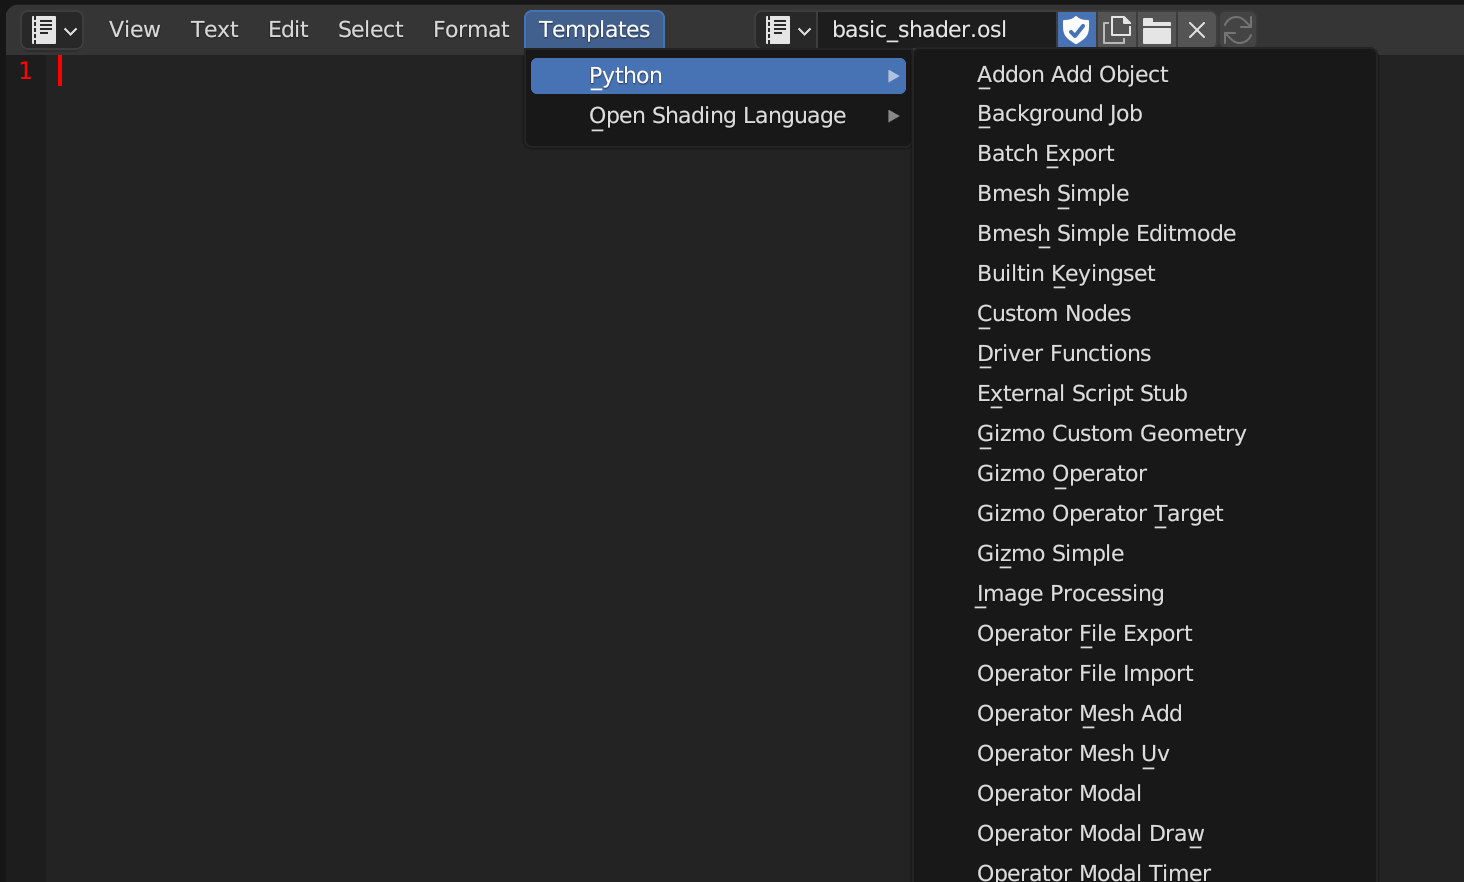 View Text Edit Select Format Templates basic_shader.osl
1
Python
Open Shading Language
Addon Add Object
Background Job
Batch Export
Bmesh Simple
Bmesh Simple Editmode
Builtin Keyingset
Custom Nodes
Driver Functions
External Script Stub
Gizmo Custom Geometry
Gizmo Operator
Gizmo Operator Target
Gizmo Simple
Image Processing
Operator File Export
Operator File Import
Operator Mesh Add
Operator Mesh Uv
Operator Modal
Operator Modal Draw
Operator Modal Timer